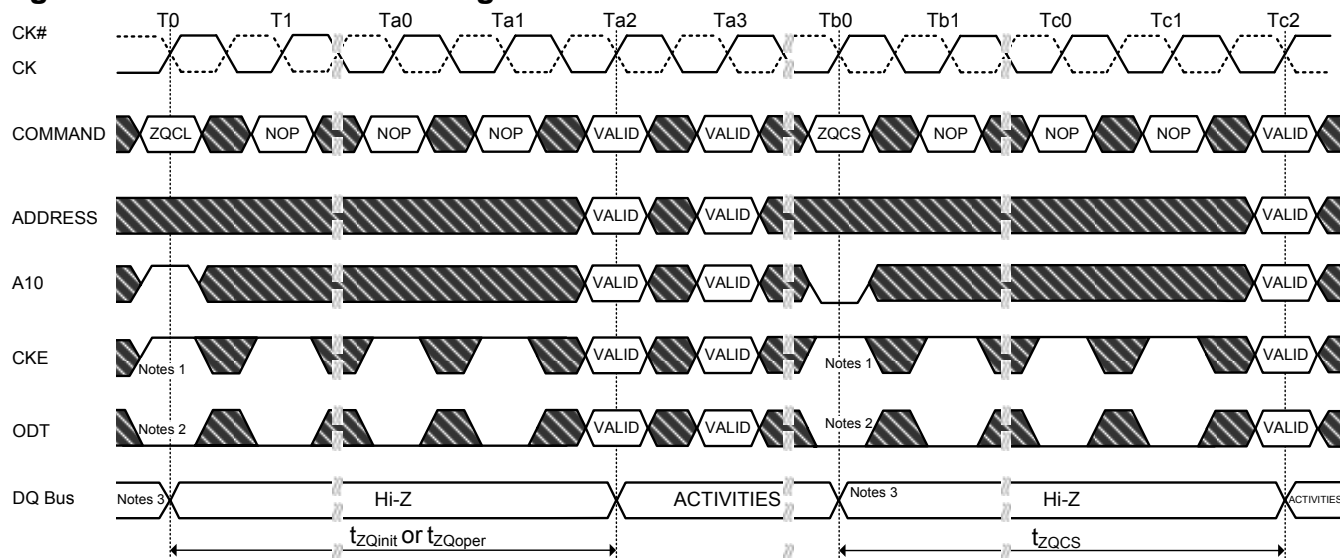 T0 T1 Ta0 Ta1 Ta2 Ta3 Tb0 Tb1 Tc0 Tc1 Tc2
CK#
CK
COMMAND ZQCL NOP NOP NOP VALID VALID ZQCS NOP NOP NOP VALID
ADDRESS VALID VALID VALID
A10 VALID VALID VALID
CKE Notes 1 VALID VALID Notes 1 VALID
ODT Notes 2 VALID VALID Notes 2 VALID
DQ Bus Notes 3 Hi-Z ACTIVITIES Notes 3 Hi-Z ACTIVITIES
tZQinit or tZQoper tZQCS